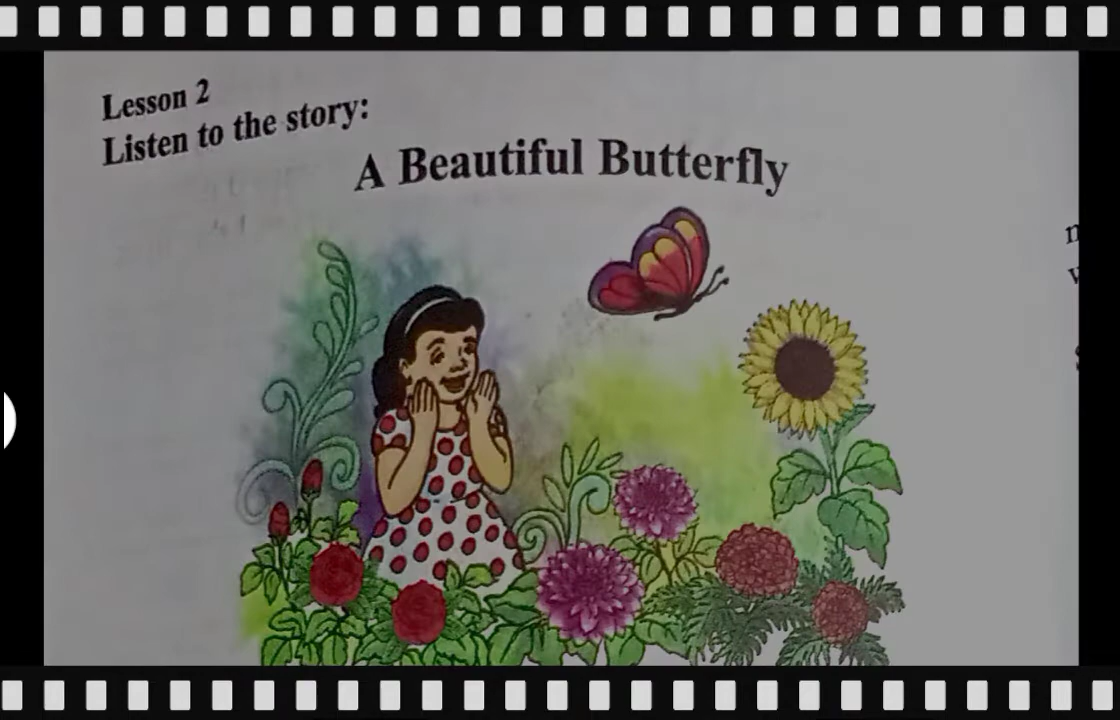 Lesson 2
Listen to the story:
A Beautiful Butterfly